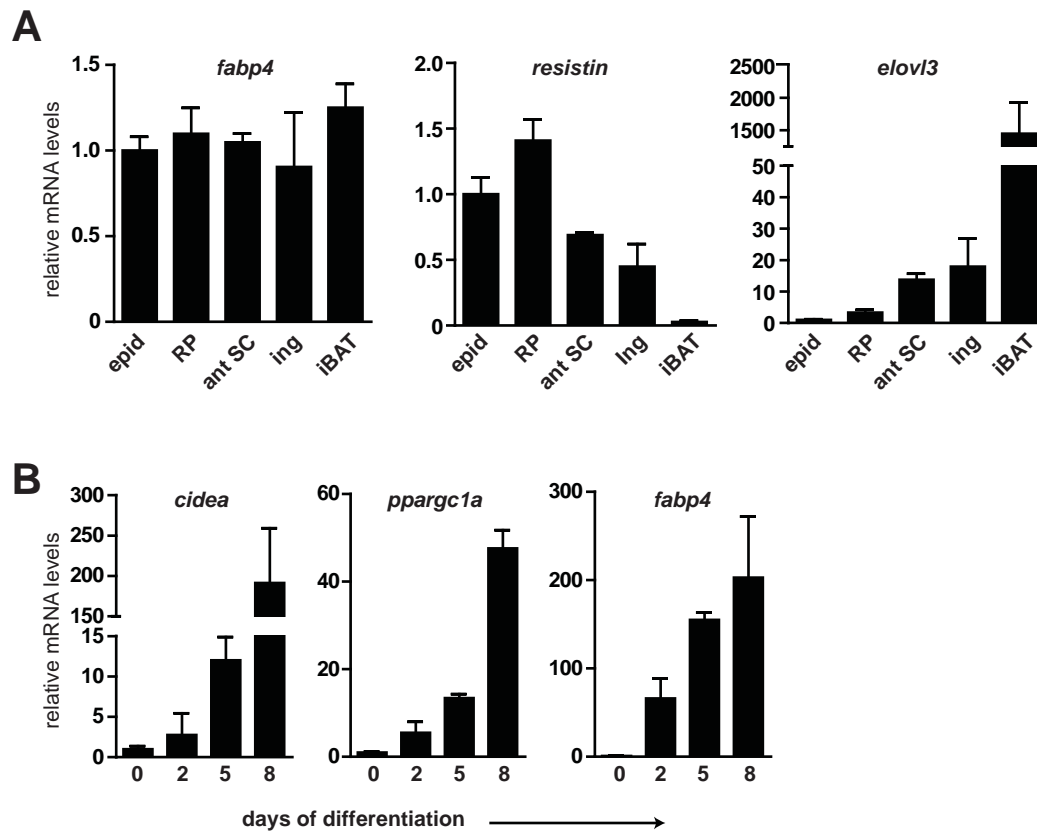 A
fabp4
resistin
elovl3
relative mRNA levels
1.5
1.0
0.5
0
epid
RP
ant SC
ing
iBAT
2.0
1.5
1.0
0.5
0
epid
RP
ant SC
Ing
iBAT
2500
2000
1500
50
40
30
20
10
0
epid
RP
ant SC
ing
iBAT
B
cidea
ppargc1a
fabp4
relative mRNA levels
300
250
200
150
15
10
5
0
0 2 5 8
60
40
20
0
0 2 5 8
300
200
100
0
0 2 5 8
days of differentiation